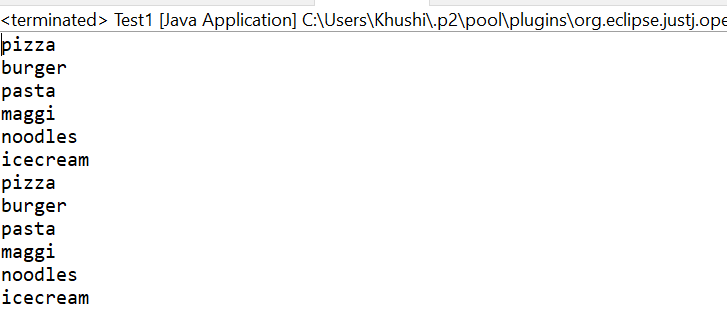 <terminated> Test1 [Java Application] C:\Users\Khushi\.p2\pool\plugins\org.eclipse.justj.ope
pizza
burger
pasta
maggi
noodles
icecream
pizza
burger
pasta
maggi
noodles
icecream